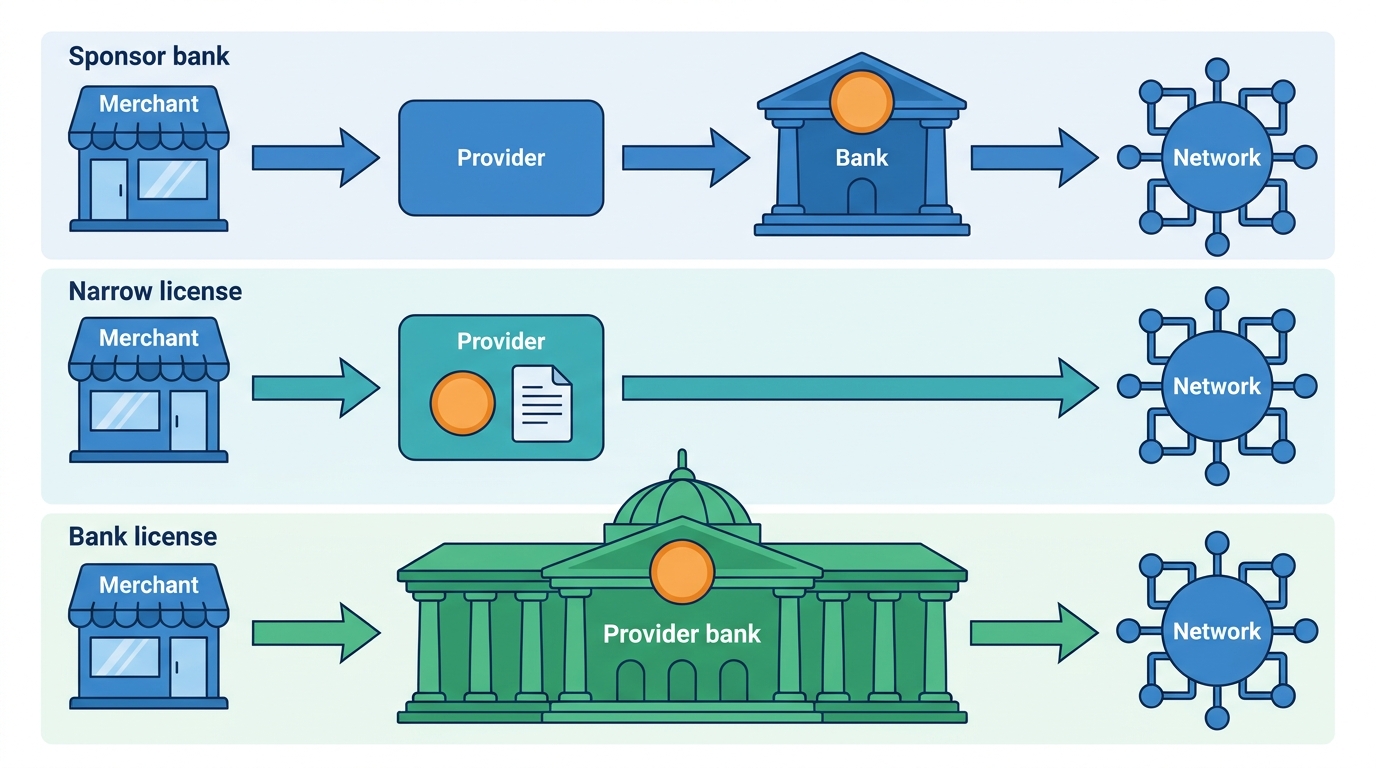 Sponsor bank
Merchant
Provider
Bank
Network
Narrow license
Merchant
Provider
Network
Bank license
Merchant
Provider bank
Network